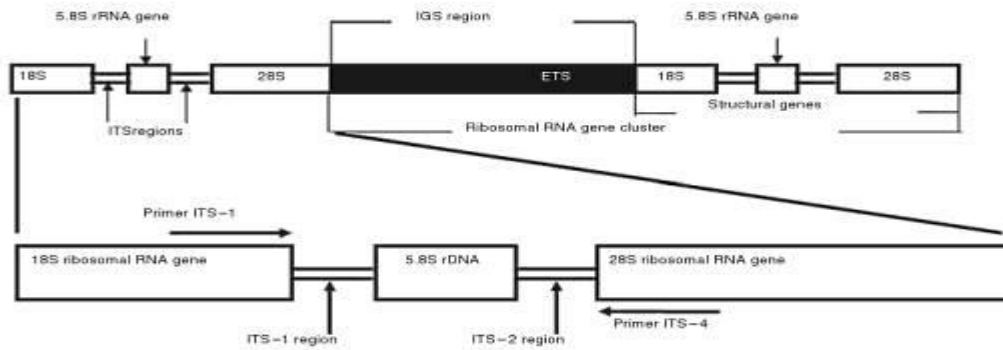 5.8S rRNA gene
IGS region
5.8S rRNA gene
18S
28S
ETS
18S
28S
ITSregions
Structural genes
Ribosomal RNA gene cluster
Primer ITS-1
18S ribosomal RNA gene
5.8S rDNA
28S ribosomal RNA gene
Primer ITS-4
ITS-1 region
ITS-2 region